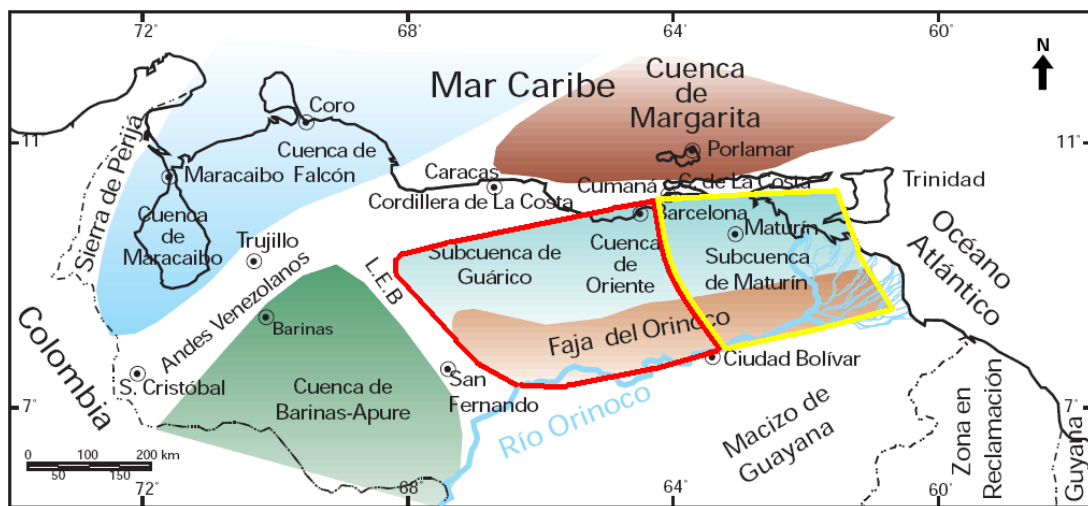 72°
68°
64°
60°
N
Mar Caribe
Cuenca
de
Margarita
Coro
11°
11°
Sierra de Perijá
Maracaibo
Cuenca de
Falcón
Porlamar
Caracas
Cumaná
C. de La Costa
Trinidad
Cordillera de La Costa
Barcelona
Cuenca
de
Maracaibo
Trujillo
Maturín
Subcuenca de
Guárico
Cuenca
de
Oriente
Subcuenca
de Maturín
Océano
Atlántico
L.E.B
Andes Venezolanos
Barinas
Faja del Orinoco
Colombia
S. Cristóbal
San
Fernando
Ciudad Bolívar
Cuenca de
Barinas-Apure
7°
7°
Río Orinoco
Macizo de
Guayana
Zona en
Reclamación
Guyana
0 100 200 km
50 150
72°
68°
64°
60°